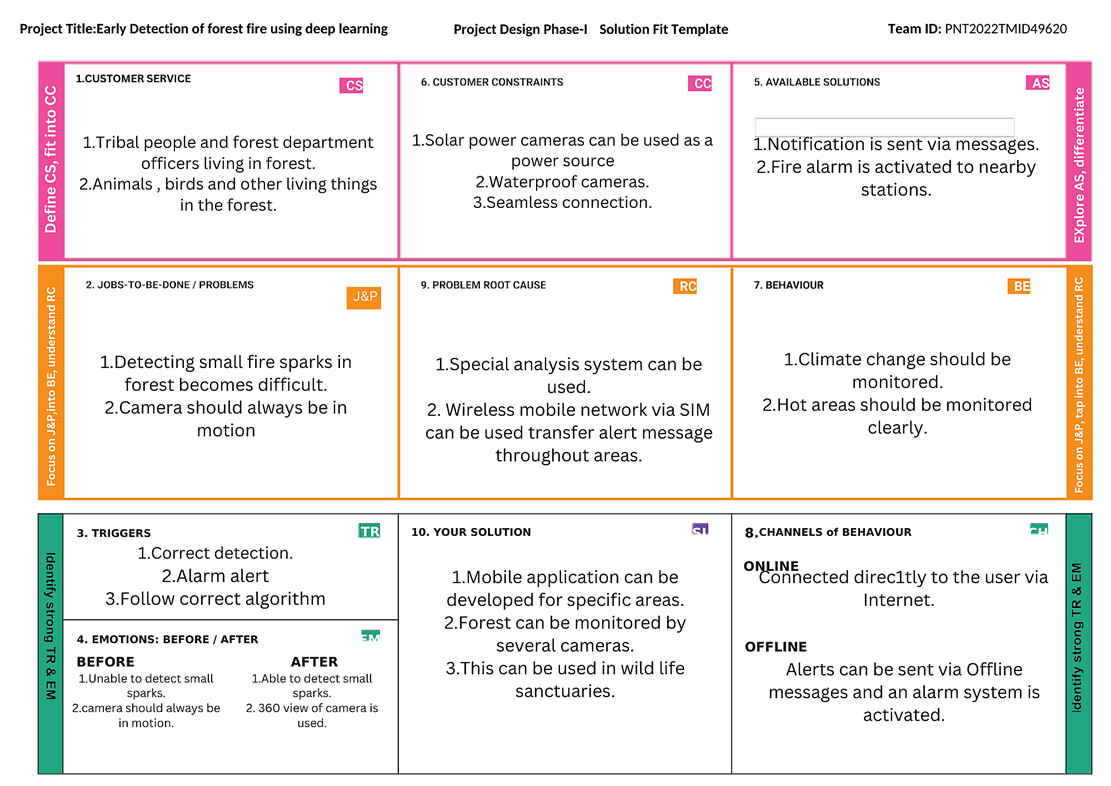 Project Title:Early Detection of forest fire using deep learning
Project Design Phase-I   Solution Fit Template
Team ID: PNT2022TMID49620
Define CS, fit into CC
1.CUSTOMER SERVICE
CS
1.Tribal people and forest department
officers living in forest.
2.Animals , birds and other living things
in the forest.
6. CUSTOMER CONSTRAINTS
CC
1.Solar power cameras can be used as a
power source
2.Waterproof cameras.
3.Seamless connection.
5. AVAILABLE SOLUTIONS
AS
1.Notification is sent via messages.
2.Fire alarm is activated to nearby
stations.
EXplore AS, differentiate
Focus on J&P,into BE, understand RC
2. JOBS-TO-BE-DONE / PROBLEMS
J&P
1.Detecting small fire sparks in
forest becomes difficult.
2.Camera should always be in
motion
9. PROBLEM ROOT CAUSE
RC
1.Special analysis system can be
used.
2. Wireless mobile network via SIM
can be used transfer alert message
throughout areas.
7. BEHAVIOUR
BE
1.Climate change should be
monitored.
2.Hot areas should be monitored
clearly.
Focus on J&P, tap into BE, understand RC
Identify strong TR & EM
3. TRIGGERS
TR
1.Correct detection.
2.Alarm alert
3.Follow correct algorithm
4. EMOTIONS: BEFORE / AFTER
EM
BEFORE
1.Unable to detect small
sparks.
2.camera should always be
in motion.
AFTER
1.Able to detect small
sparks.
2. 360 view of camera is
used.
10. YOUR SOLUTION
SL
1.Mobile application can be
developed for specific areas.
2.Forest can be monitored by
several cameras.
3.This can be used in wild life
sanctuaries.
8.CHANNELS of BEHAVIOUR
CH
ONLINE
Connected direc1tly to the user via
Internet.
OFFLINE
Alerts can be sent via Offline
messages and an alarm system is
activated.
Identify strong TR & EM